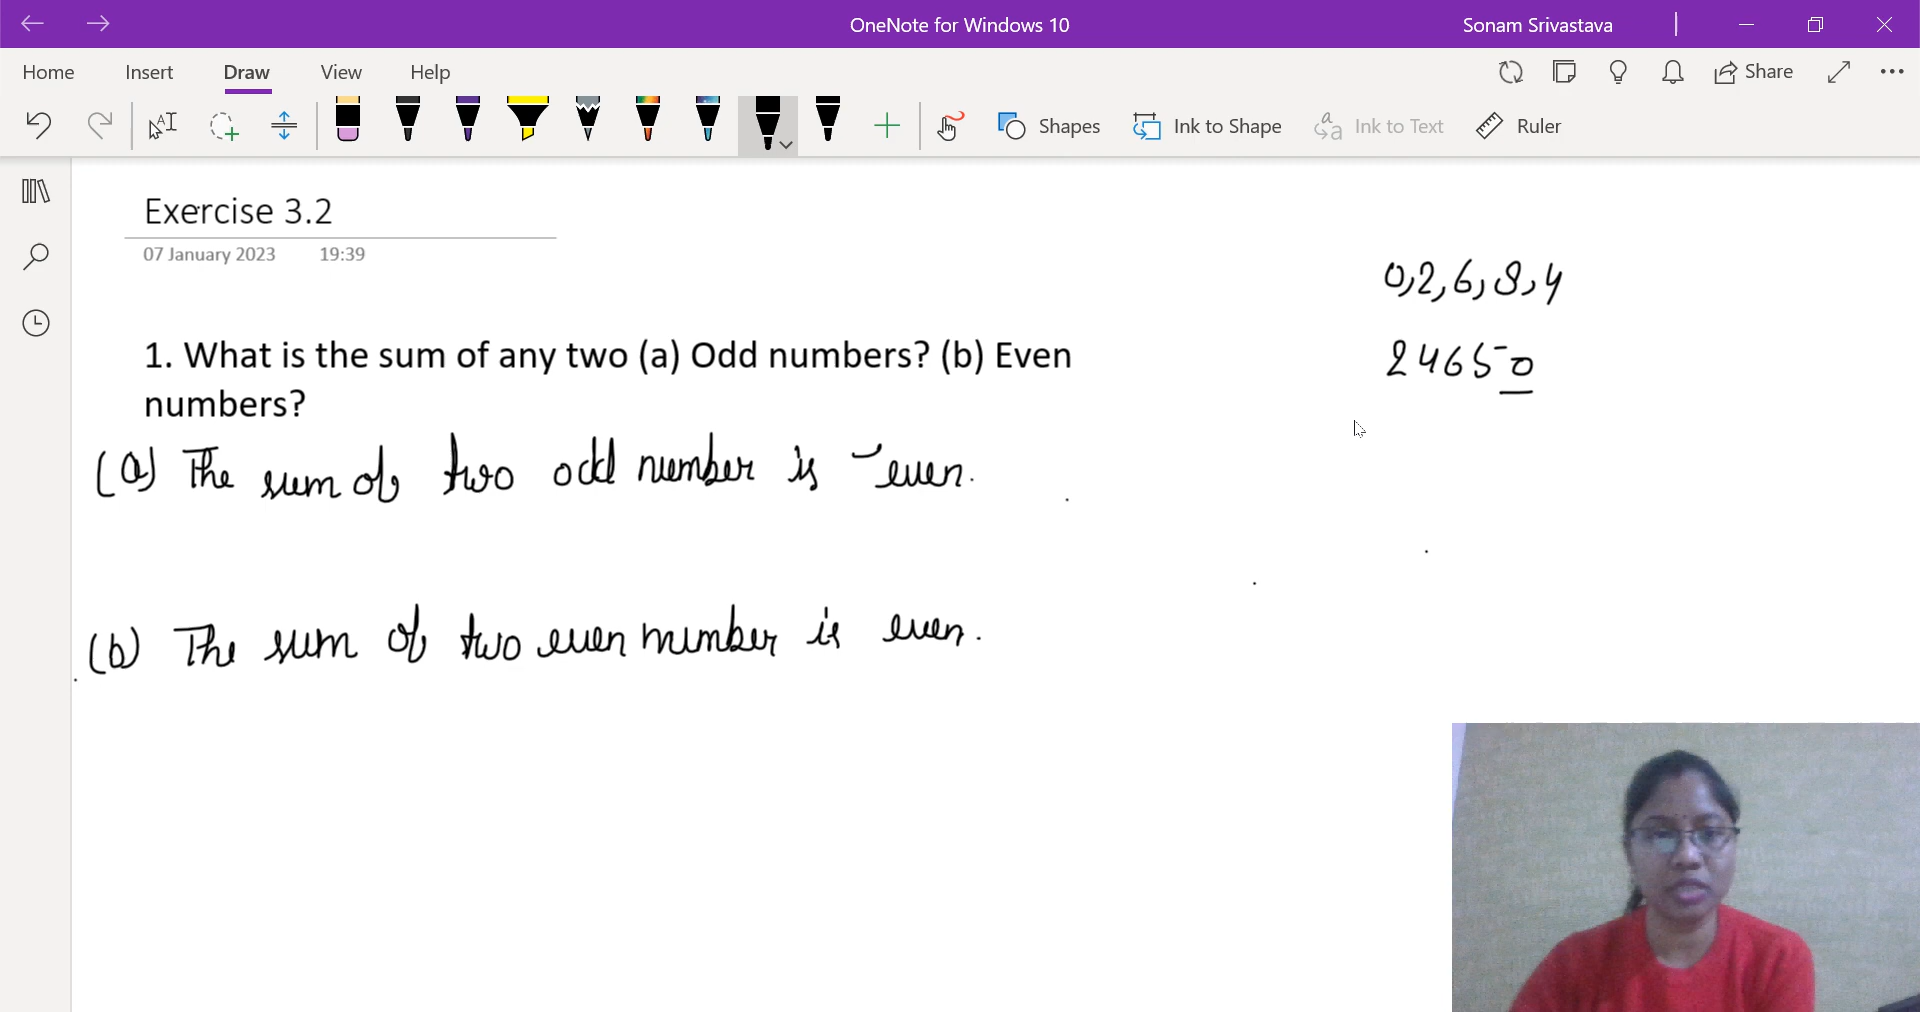 OneNote for Windows 10
Sonam Srivastava
Home Insert Draw View Help
Share
Shapes Ink to Shape Ink to Text Ruler
Exercise 3.2
07 January 2023 19:39
0,2,6,8,4
24650
1. What is the sum of any two (a) Odd numbers? (b) Even
numbers?
(a) The sum of two odd number is even.
(b) The sum of two even number is even.